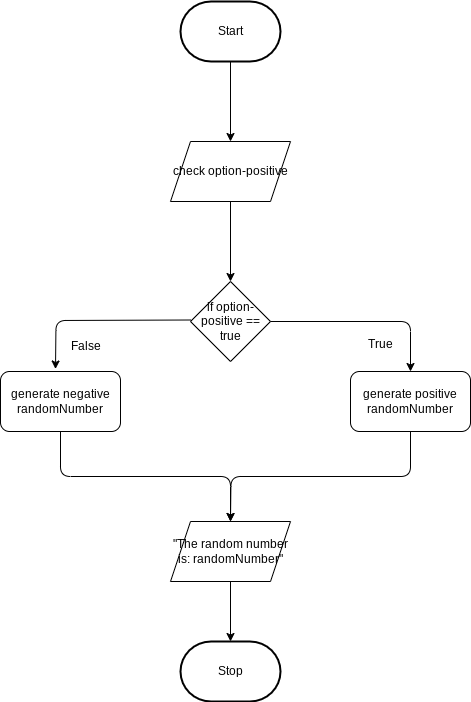 Start
check option-positive
If option-
positive ==
true
False
True
generate negative
randomNumber
generate positive
randomNumber
"The random number
is: randomNumber"
Stop